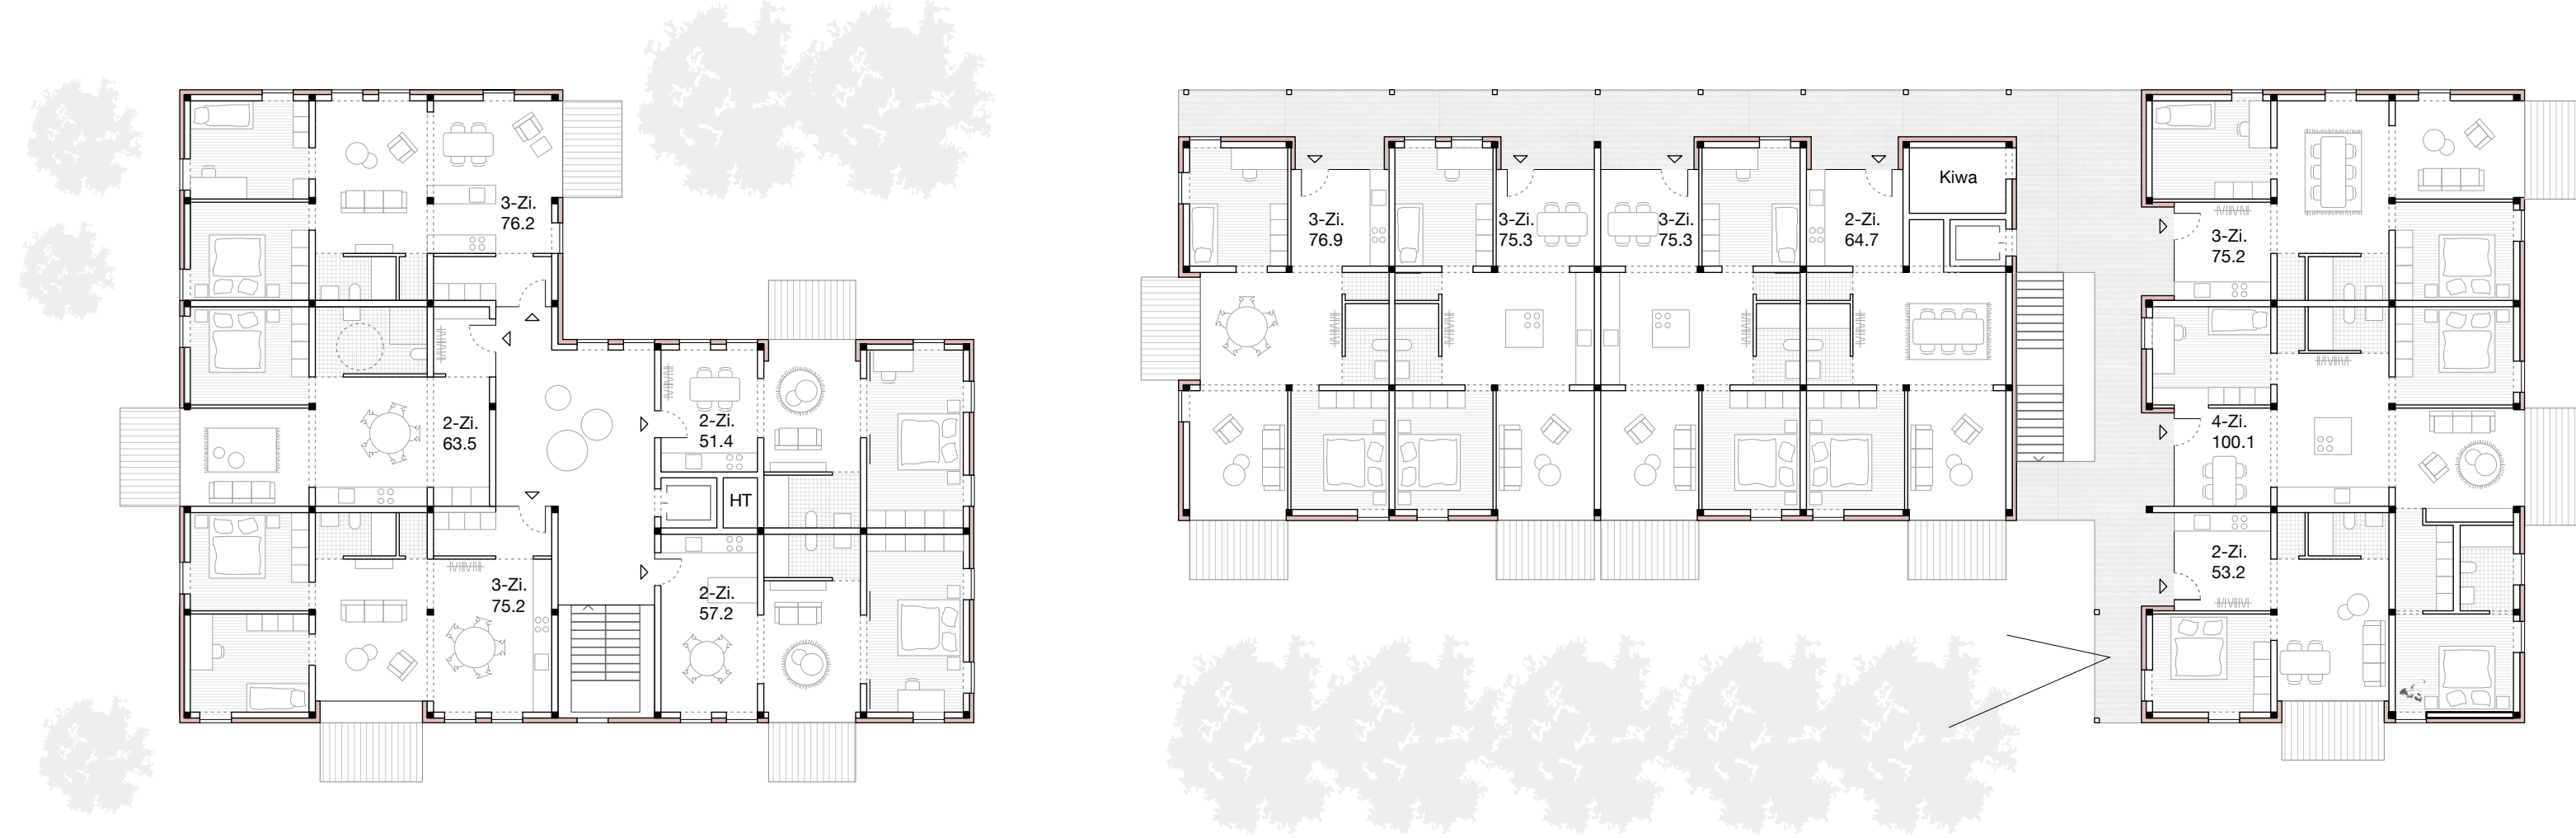 3-Zi.
76.2
2-Zi.
63.5
2-Zi.
51.4
HT
3-Zi.
75.2
2-Zi.
57.2
Kiwa
3-Zi.
76.9
3-Zi.
75.3
3-Zi.
75.3
2-Zi.
64.7
3-Zi.
75.2
4-Zi.
100.1
2-Zi.
53.2